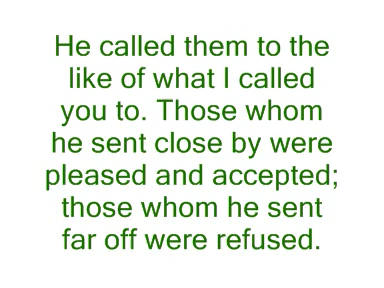 He called them to the
like of what I called
you to. Those whom
he sent close by were
pleased and accepted;
those whom he sent
far off were refused.